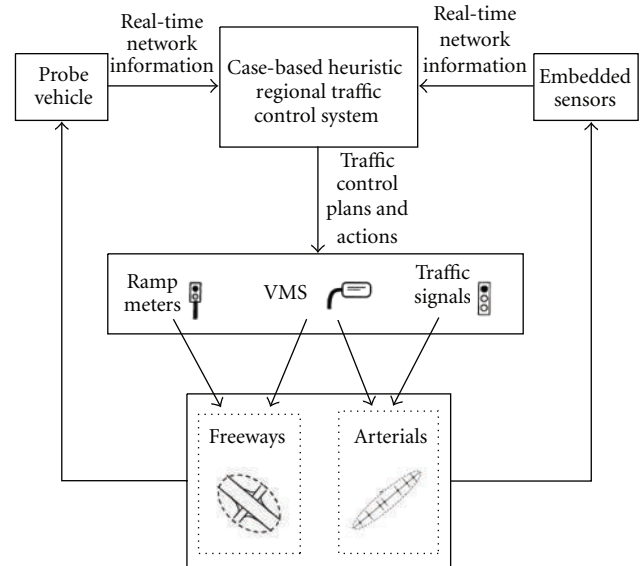 Real-time
network
information
Real-time
network
information
Probe
vehicle
Case-based heuristic
regional traffic
control system
Embedded
sensors
Traffic
control
plans and
actions
Ramp
meters
VMS
Traffic
signals
Freeways
Arterials